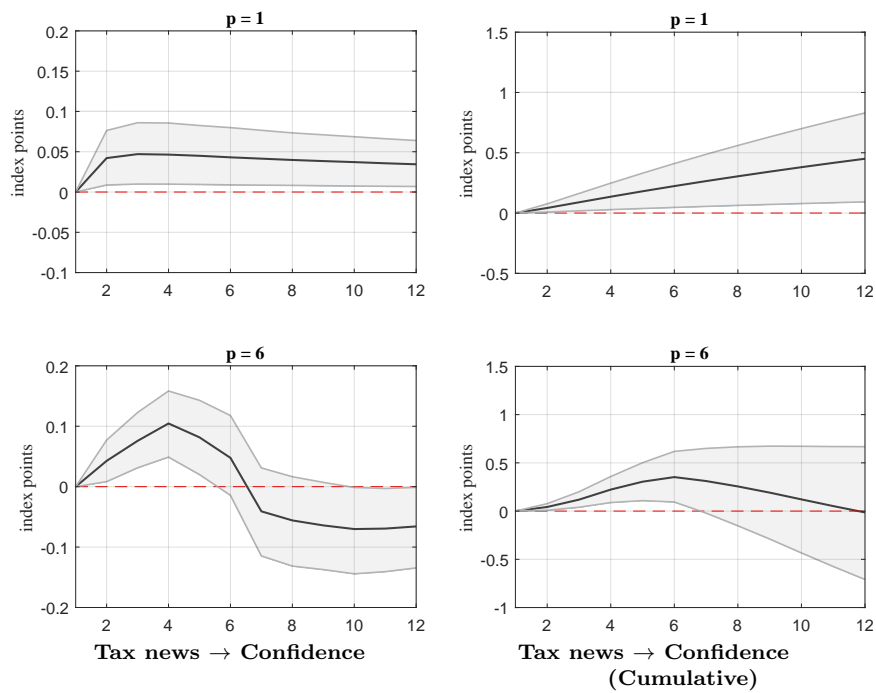 p = 1
0.2
0.15
0.1
0.05
0
-0.05
-0.1
index points
2 4 6 8 10 12
p = 1
1.5
1
0.5
0
-0.5
index points
2 4 6 8 10 12
p = 6
0.2
0.1
0
-0.1
-0.2
index points
2 4 6 8 10 12
Tax news → Confidence
p = 6
1.5
1
0.5
0
-0.5
-1
index points
2 4 6 8 10 12
Tax news → Confidence
(Cumulative)